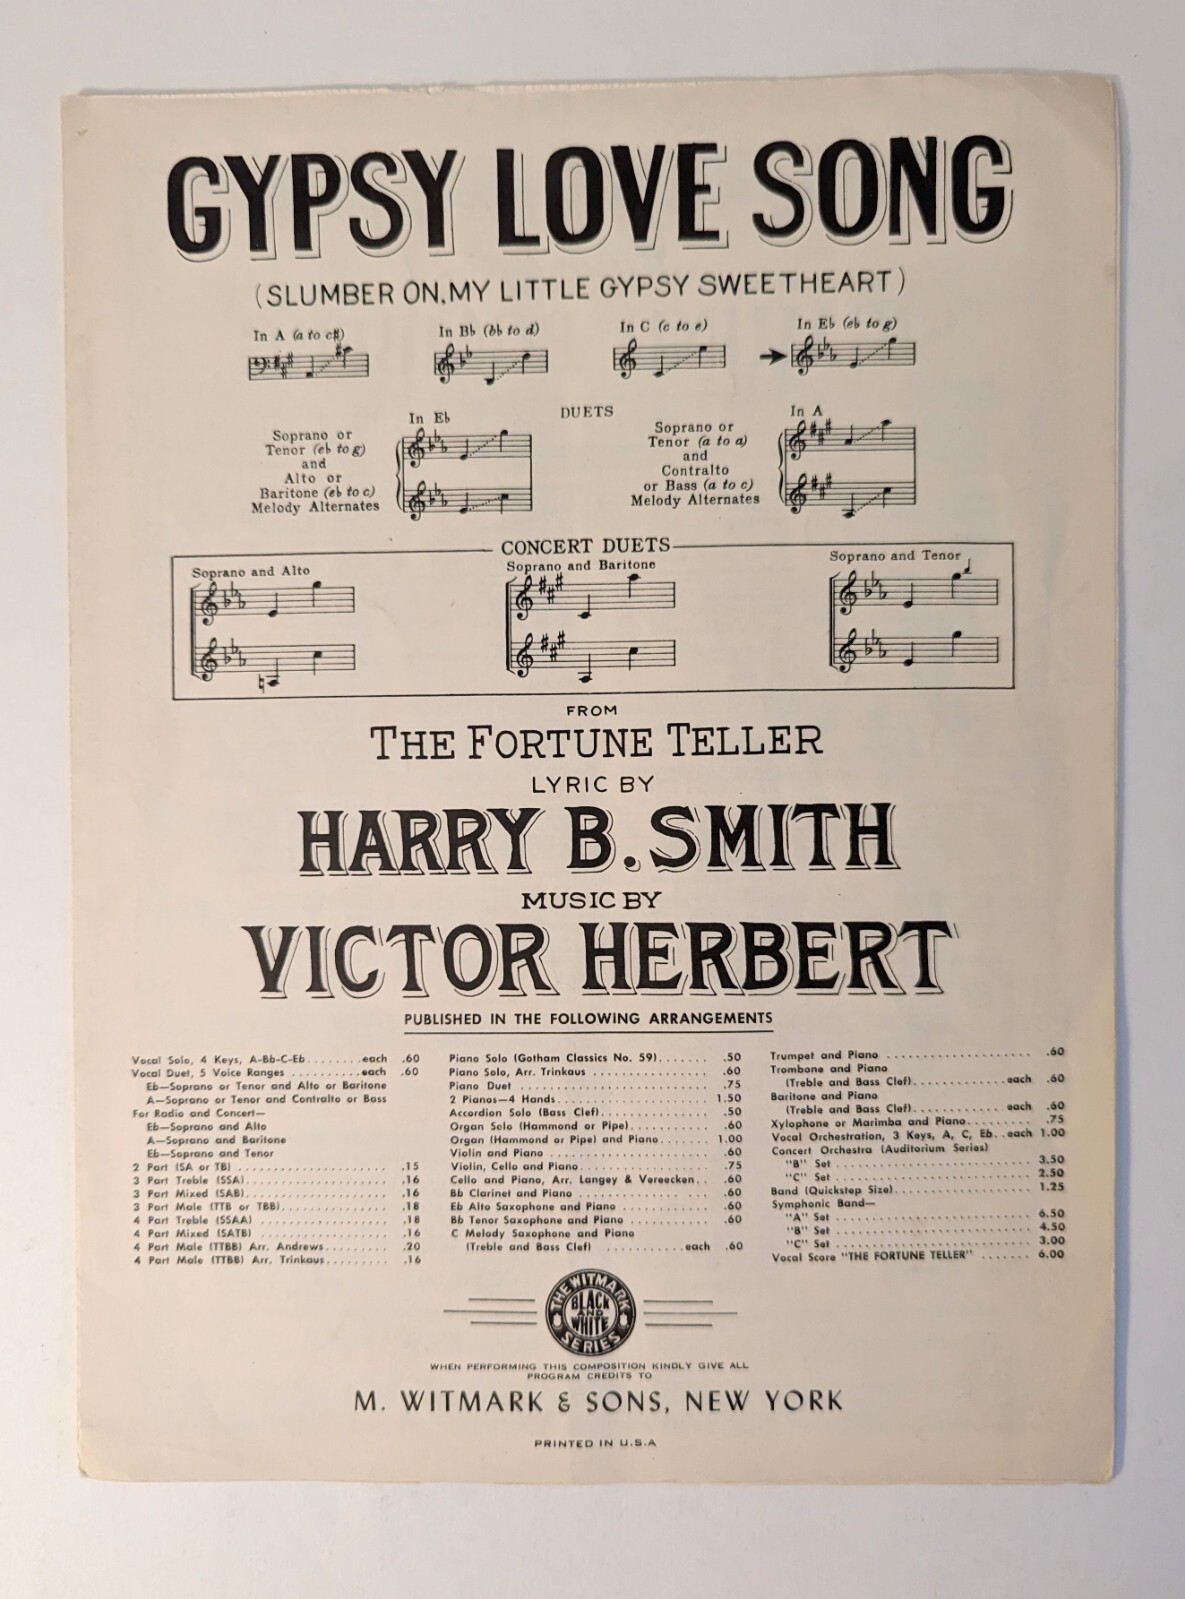 GYPSY LOVE SONG
(SLUMBER ON, MY LITTLE GYPSY SWEETHEART)
In A (a to c♯)
In B♭ (b♭ to d)
In C (c to e)
In E♭ (e♭ to g)
DUETS
Soprano or
Tenor (e♭ to g)
and
Alto or
Baritone (e♭ to c)
Melody Alternates
In E♭
Soprano or
Tenor (a to a)
and
Contralto
or Bass (a to c)
Melody Alternates
In A
CONCERT DUETS
Soprano and Alto
Soprano and Baritone
Soprano and Tenor
FROM
THE FORTUNE TELLER
LYRIC BY
HARRY B. SMITH
MUSIC BY
VICTOR HERBERT
PUBLISHED IN THE FOLLOWING ARRANGEMENTS
Vocal Solo, 4 Keys, A-Bb-C-Eb........each .60
Vocal Duet, 5 Voice Ranges ..........each .60
Eb—Soprano or Tenor and Alto or Baritone
A—Soprano or Tenor and Contralto or Bass
For Radio and Concert—
Eb—Soprano and Alto
A—Soprano and Baritone
Eb—Soprano and Tenor
2 Part (SA or TB) .................... .15
3 Part Treble (SSA).................... .16
3 Part Mixed (SAB).................... .16
3 Part Male (TTB or TBB)............... .18
4 Part Treble (SSAA) .................. .18
4 Part Mixed (SATB) ................... .16
4 Part Male (TTBB) Arr. Andrews......... .20
4 Part Male (TTBB) Arr. Trinkaus......... .16
Piano Solo (Gotham Classics No. 59)....... .50
Piano Solo, Arr. Trinkaus ................ .60
Piano Duet ............................ .75
2 Pianos—4 Hands....................... 1.50
Accordion Solo (Bass Clef)................ .50
Organ Solo (Hammond or Pipe)............ .60
Organ (Hammond or Pipe) and Piano....... 1.00
Violin and Piano ........................ .60
Violin, Cello and Piano................... .75
Cello and Piano, Arr. Langey & Vereecken.. .60
Bb Clarinet and Piano ................... .60
Eb Alto Saxophone and Piano ............ .60
Bb Tenor Saxophone and Piano ........... .60
C Melody Saxophone and Piano
(Treble and Bass Clef) ...........each .60
Trumpet and Piano ..................... .60
Trombone and Piano
(Treble and Bass Clef).............each .60
Baritone and Piano
(Treble and Bass Clef).............each .60
Xylophone or Marimba and Piano.......... .75
Vocal Orchestration, 3 Keys, A, C, Eb..each 1.00
Concert Orchestra (Auditorium Series)
"B" Set ............................ 3.50
"C" Set ............................ 2.50
Band (Quickstep Size).................... 1.25
Symphonic Band—
"A" Set ............................ 6.50
"B" Set ............................ 4.50
"C" Set ............................ 3.00
Vocal Score "THE FORTUNE TELLER" ....... 6.00
THE WITMARK
BLACK
AND
WHITE
SERIES
WHEN PERFORMING THIS COMPOSITION KINDLY GIVE ALL
PROGRAM CREDITS TO
M. WITMARK & SONS, NEW YORK
PRINTED IN U.S.A